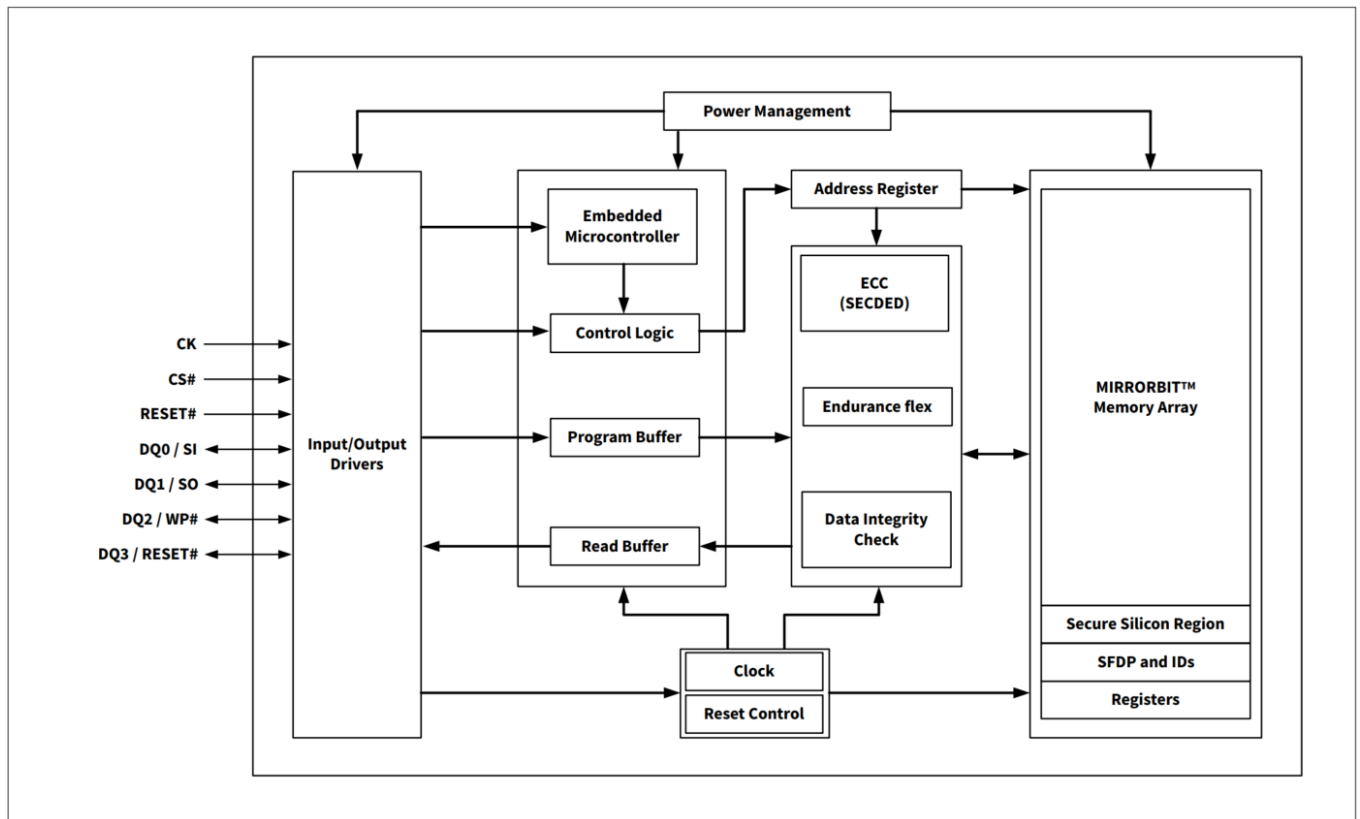 Power Management
Address Register
Embedded
Microcontroller
ECC
(SECDED)
Control Logic
CK
CS#
RESET#
DQ0 / SI
DQ1 / SO
DQ2 / WP#
DQ3 / RESET#
Input/Output
Drivers
Program Buffer
Read Buffer
Endurance flex
Data Integrity
Check
MIRRORBIT™
Memory Array
Secure Silicon Region
SFDP and IDs
Registers
Clock
Reset Control